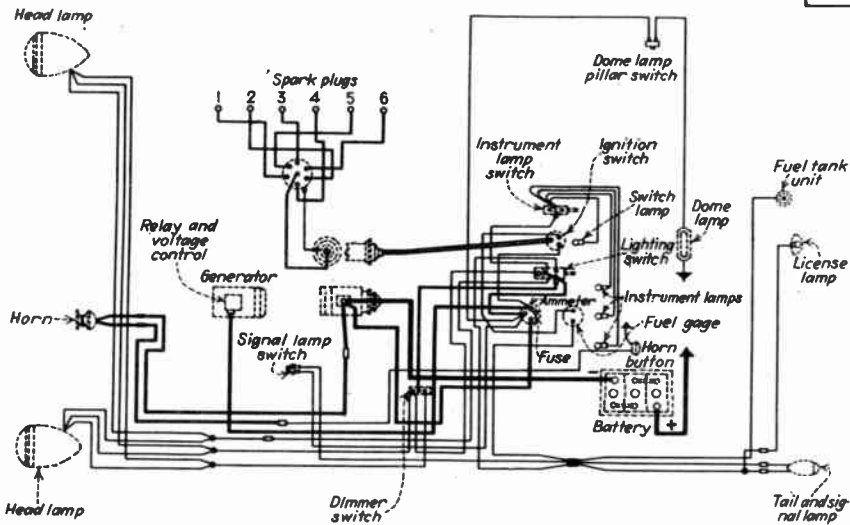 Head lamp
Spark plugs
1 2 3 4 5 6
Dome lamp
pillar switch
Instrument
lamp
switch
Ignition
switch
Switch
lamp
Fuel tank
unit
Dome
lamp
License
lamp
Relay and
voltage
control
Generator
Lighting
switch
Horn
Signal lamp
switch
Ammeter
Instrument lamps
Fuel gage
Fuse
Horn
button
-
+
Battery
Head lamp
Dimmer
switch
Tail and sig-
nal lamp